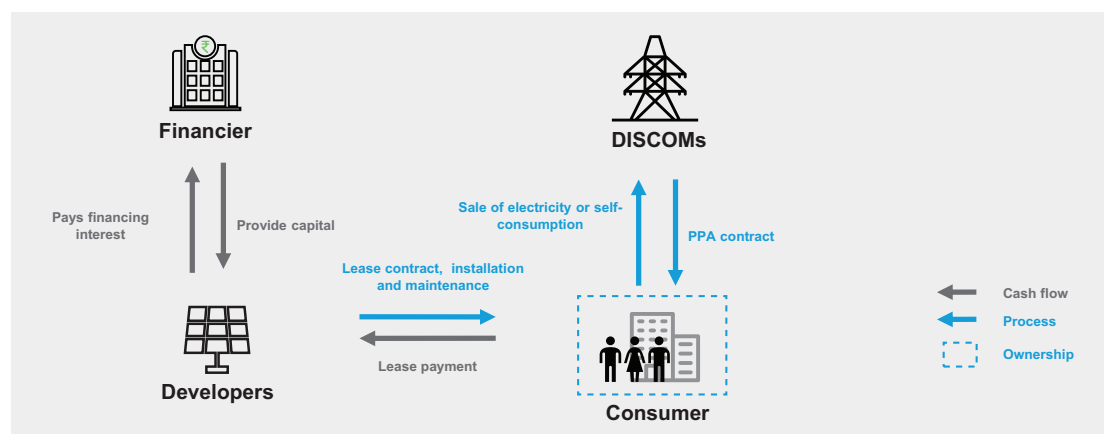 ₹
Financier
DISCOMs
Pays financing
interest
Provide capital
Sale of electricity or self-
consumption
PPA contract
Lease contract, installation
and maintenance
Lease payment
Developers
Consumer
Cash flow
Process
Ownership